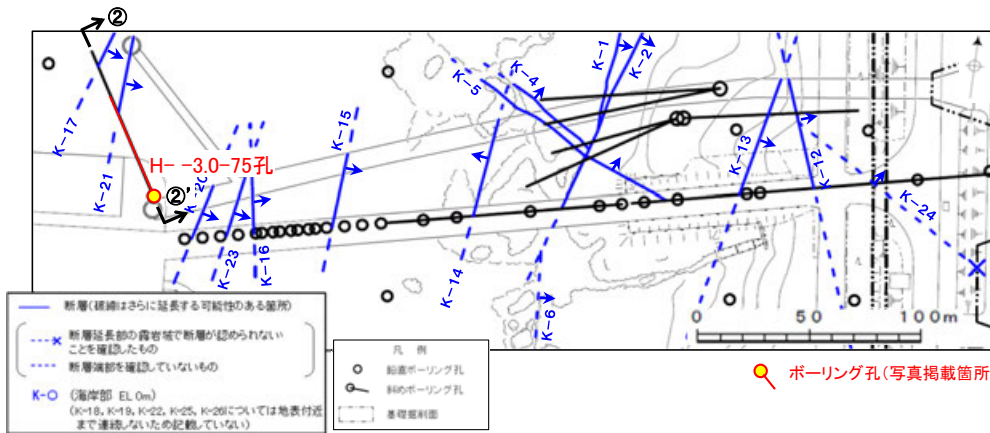 ②
K-17
K-21
H- -3.0-75孔
②'
K-20
K-23
K-16
K-15
K-14
K-5
K-4
K-1
K-2
K-6
K-13
K-12
K-24
断層(破線はさらに延長する可能性のある箇所)
断層延長部の露岩域で断層が認められない
ことを確認したもの
断層端部を確認していないもの
K-○ (海岸部 EL 0m)
(K-18, K-19, K-22, K-25, K-26については地表付近
まで連続しないため記載していない)
凡 例
鉛直ボーリング孔
斜めボーリング孔
基礎掘削面
0 50 100m
ボーリング孔(写真掲載箇所